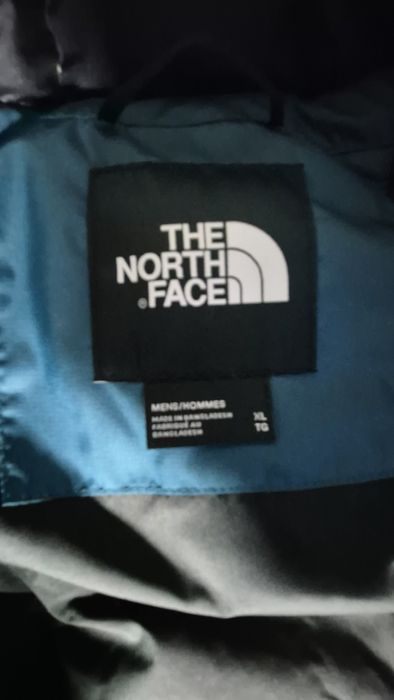 THE
NORTH
®FACE
MENS/HOMMES
MADE IN BANGLADESH
FABRIQUÉ AU
BANGLADESH
XL
TG